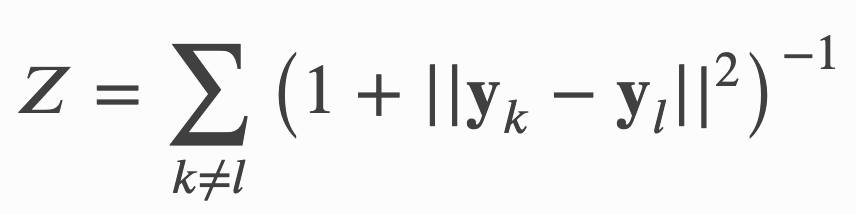 Z = ∑_{k≠l} (1 + ||𝐲_k − 𝐲_l||²)⁻¹